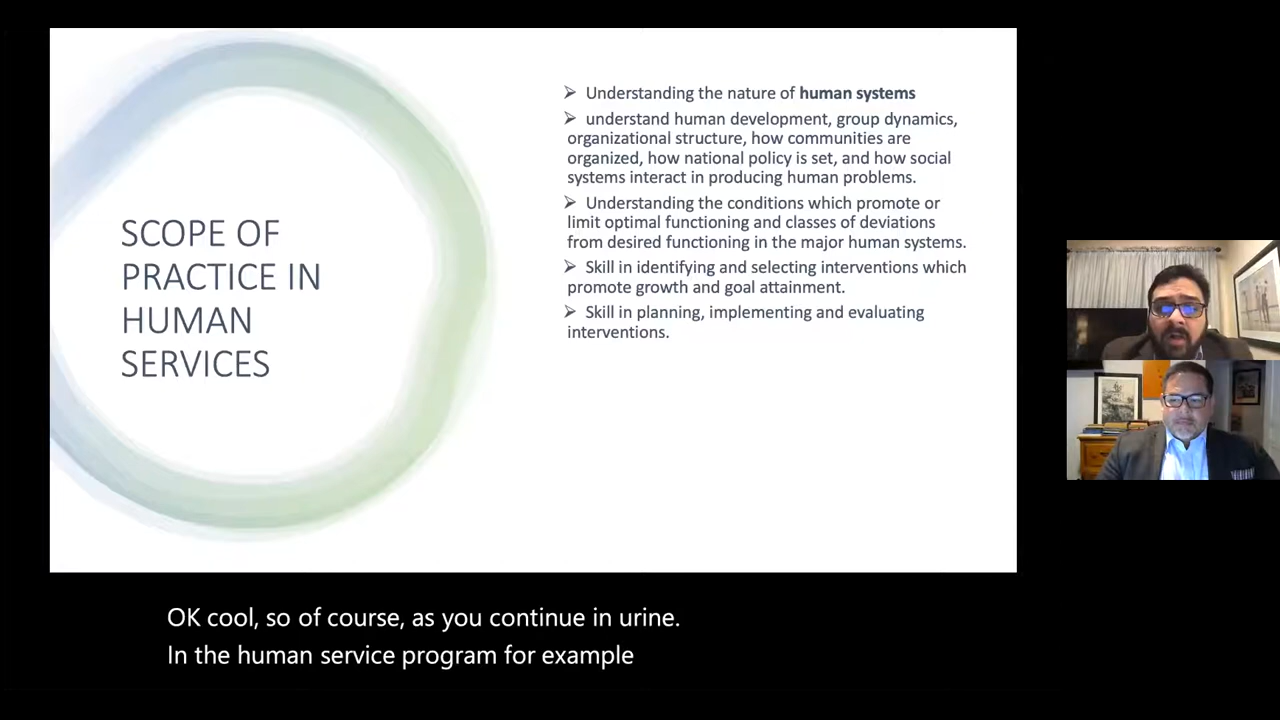 SCOPE OF
PRACTICE IN
HUMAN
SERVICES
➢ Understanding the nature of human systems
➢ understand human development, group dynamics,
organizational structure, how communities are
organized, how national policy is set, and how social
systems interact in producing human problems.
➢ Understanding the conditions which promote or
limit optimal functioning and classes of deviations
from desired functioning in the major human systems.
➢ Skill in identifying and selecting interventions which
promote growth and goal attainment.
➢ Skill in planning, implementing and evaluating
interventions.
OK cool, so of course, as you continue in urine.
In the human service program for example